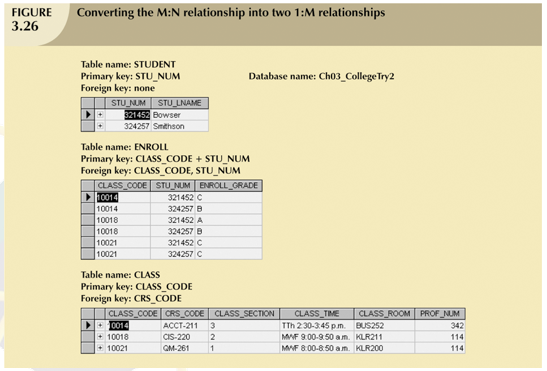 FIGURE
3.26
Converting the M:N relationship into two 1:M relationships
Table name: STUDENT
Primary key: STU_NUM
Database name: Ch03_CollegeTry2
Foreign key: none
STU_NUM STU_LNAME
321452 Bowser
324257 Smithson
Table name: ENROLL
Primary key: CLASS_CODE + STU_NUM
Foreign key: CLASS_CODE, STU_NUM
CLASS_CODE STU_NUM ENROLL_GRADE
10014 321452 C
10014 324257 B
10018 321452 A
10018 324257 B
10021 321452 C
10021 324257 C
Table name: CLASS
Primary key: CLASS_CODE
Foreign key: CRS_CODE
CLASS_CODE CRS_CODE CLASS_SECTION CLASS_TIME CLASS_ROOM PROF_NUM
10014 ACCT-211 3 TTh 2:30-3:45 p.m. BUS252 342
10018 CIS-220 2 MWF 9:00-9:50 a.m. KLR211 114
10021 QM-261 1 MWF 8:00-8:50 a.m. KLR200 114